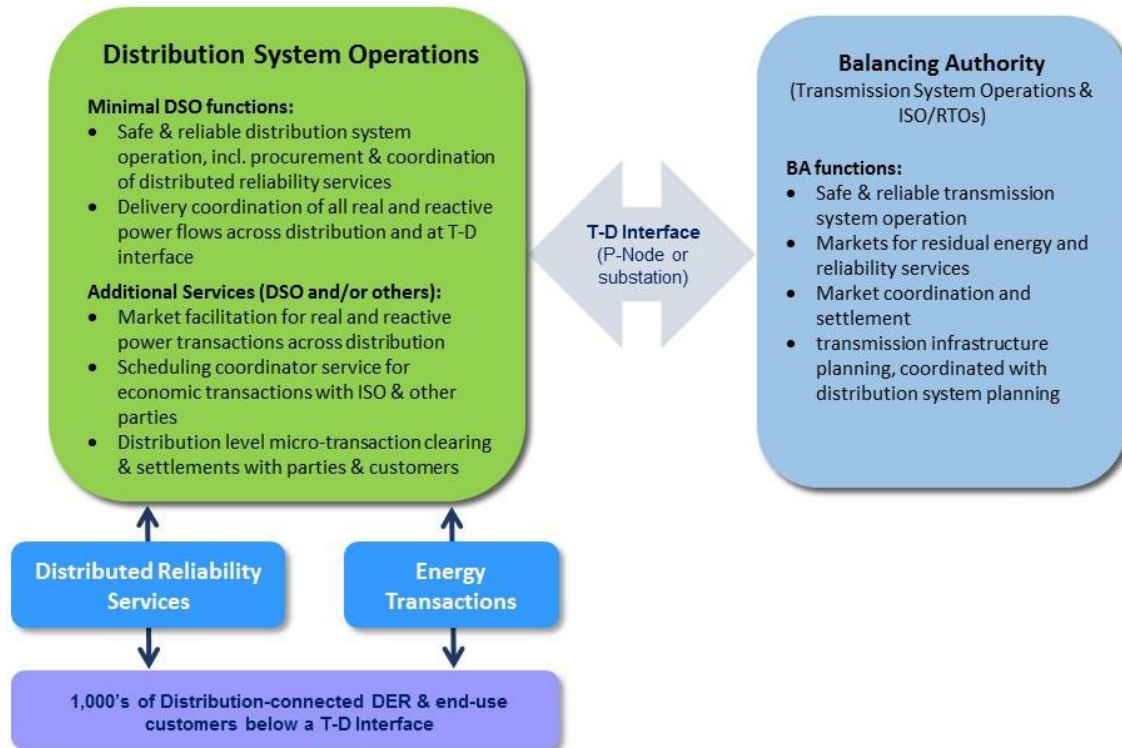 Distribution System Operations
Minimal DSO functions:
• Safe & reliable distribution system
operation, incl. procurement & coordination
of distributed reliability services
• Delivery coordination of all real and reactive
power flows across distribution and at T-D
interface
Additional Services (DSO and/or others):
• Market facilitation for real and reactive
power transactions across distribution
• Scheduling coordinator service for
economic transactions with ISO & other
parties
• Distribution level micro-transaction clearing
& settlements with parties & customers
T-D Interface
(P-Node or
substation)
Balancing Authority
(Transmission System Operations &
ISO/RTOs)
BA functions:
• Safe & reliable transmission
system operation
• Markets for residual energy and
reliability services
• Market coordination and
settlement
• transmission infrastructure
planning, coordinated with
distribution system planning
Distributed Reliability
Services
Energy
Transactions
1,000’s of Distribution-connected DER & end-use
customers below a T-D Interface